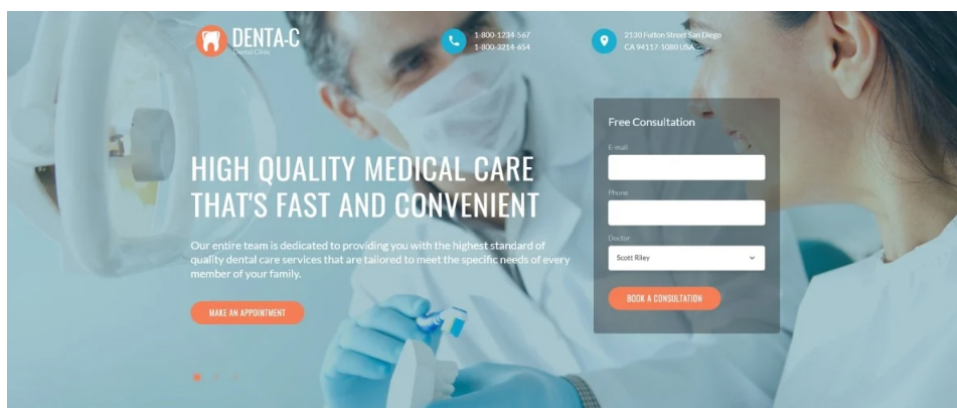 DENTA-C
Dental Clinic
1-800-1234-567
1-800-3214-654
2130 Fulton Street San Diego
CA 94117-1080 USA
HIGH QUALITY MEDICAL CARE
THAT'S FAST AND CONVENIENT
Our entire team is dedicated to providing you with the highest standard of
quality dental care services that are tailored to meet the specific needs of every
member of your family.
MAKE AN APPOINTMENT
Free Consultation
E-mail
Phone
Doctor
Scott Riley
BOOK A CONSULTATION